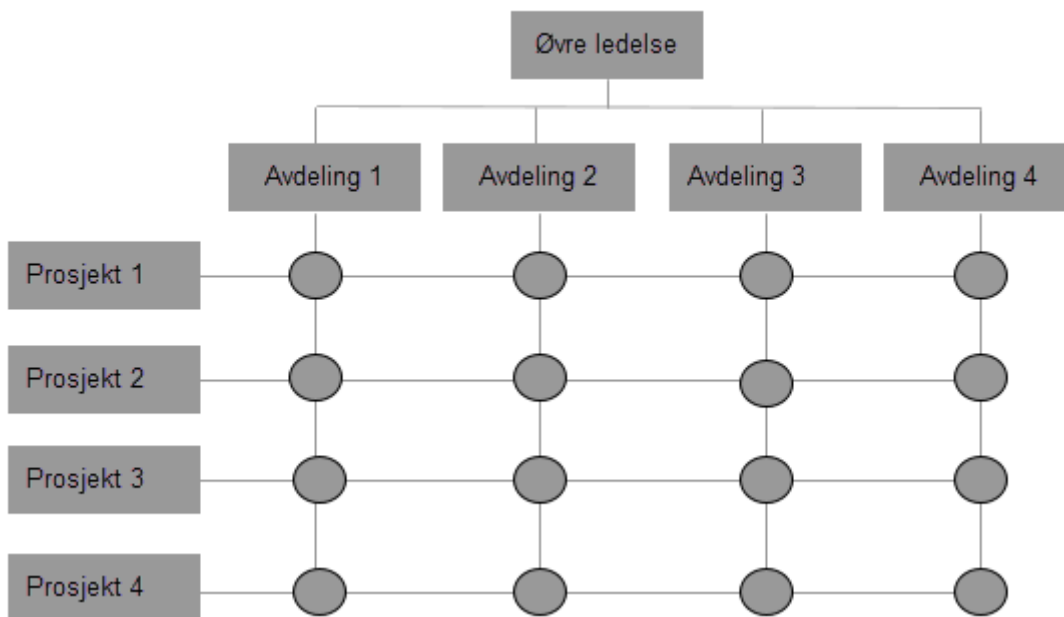 Øvre ledelse
Avdeling 1
Avdeling 2
Avdeling 3
Avdeling 4
Prosjekt 1
Prosjekt 2
Prosjekt 3
Prosjekt 4